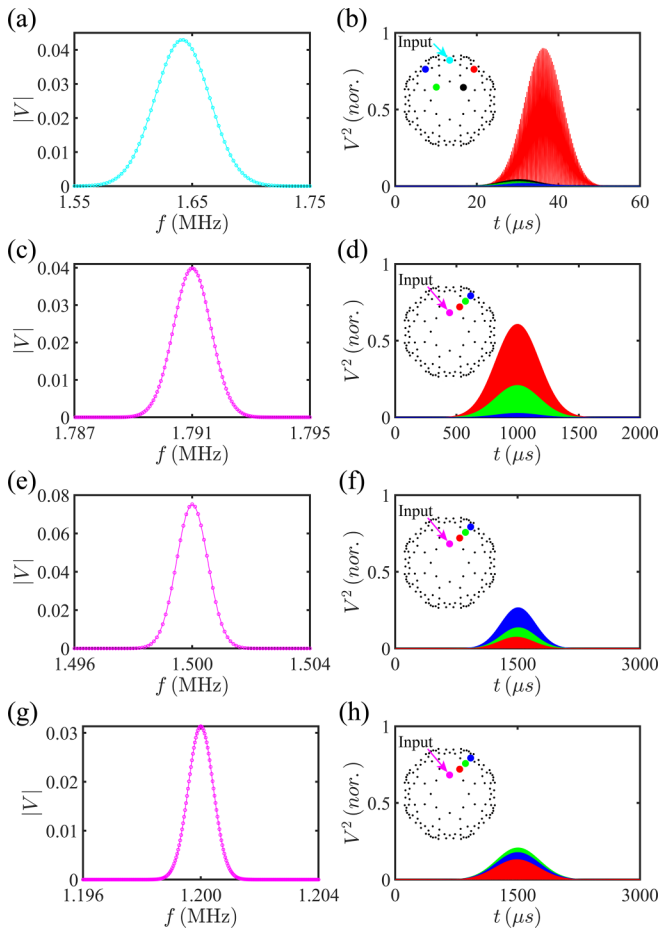 (a)
0.04
0.03
0.02
0.01
0
|V|
1.55
1.65
1.75
f (MHz)
(b)
1
0.5
0
V² (nor.)
Input
0
20
40
60
t (μs)
(c)
0.04
0.03
0.02
0.01
0
|V|
1.787
1.791
1.795
f (MHz)
(d)
1
0.5
0
V² (nor.)
Input
0
500
1000
1500
2000
t (μs)
(e)
0.08
0.06
0.04
0.02
0
|V|
1.496
1.500
1.504
f (MHz)
(f)
1
0.5
0
V² (nor.)
Input
0
1500
3000
t (μs)
(g)
0.03
0.02
0.01
0
|V|
1.196
1.200
1.204
f (MHz)
(h)
1
0.5
0
V² (nor.)
Input
0
1500
3000
t (μs)